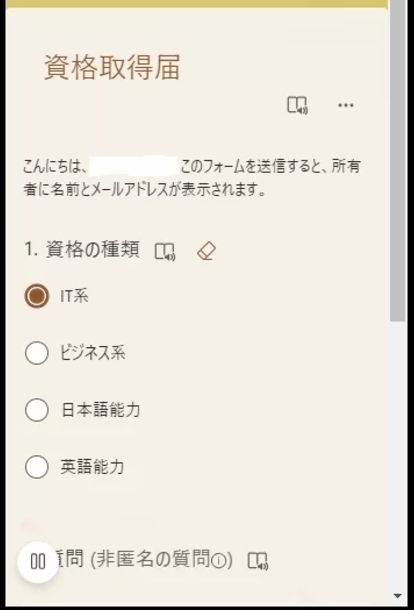 資格取得届
こんにちは、 このフォームを送信すると、所有
者に名前とメールアドレスが表示されます。
1. 資格の種類
IT系
ビジネス系
日本語能力
英語能力
質問 (非匿名の質問)